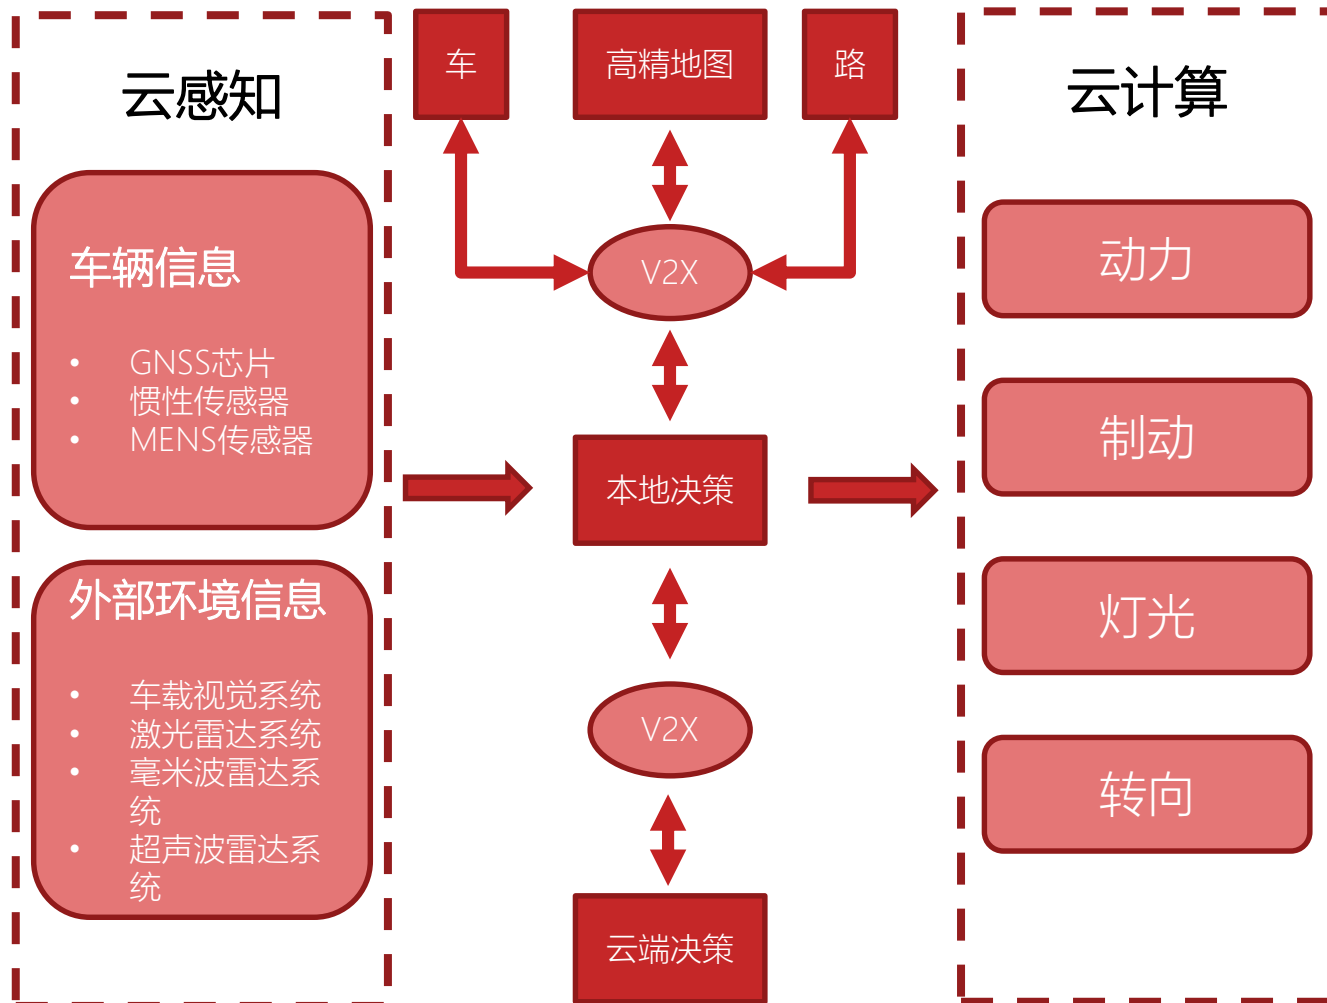 云感知
车辆信息
• GNSS芯片
• 惯性传感器
• MENS传感器
外部环境信息
• 车载视觉系统
• 激光雷达系统
• 毫米波雷达系
统
• 超声波雷达系
统
车
高精地图
路
V2X
本地决策
V2X
云端决策
云计算
动力
制动
灯光
转向